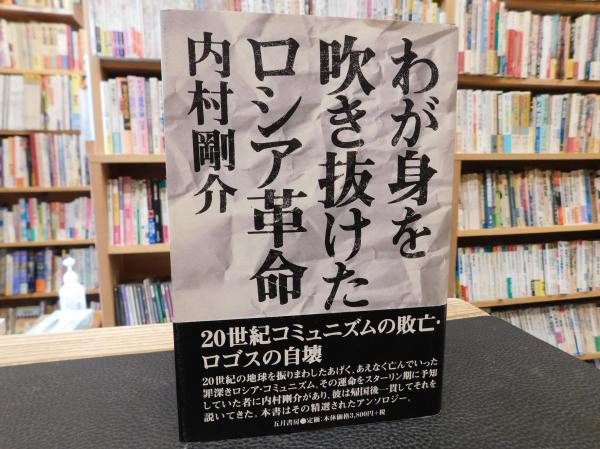 わが身を
吹き抜けた
ロシア革命
内村剛介
20世紀コミュニズムの敗亡・
ロゴスの自壊
20世紀の地球を振りまわしたあげく、あえなく亡んでいった
罪深きロシア・コミュニズム。その運命をスターリン期に予知
していた者に内村剛介があり、彼は帰国後一貫してそれを
説いてきた。本書はその精選されたアンソロジー。
五月書房●定価:本体価格3,800円+税